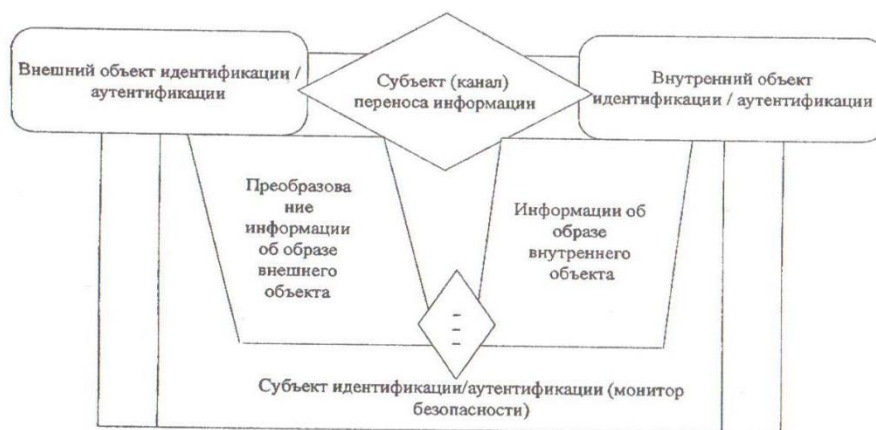 Внешний объект идентификации /
аутентификации
Субъект (канал)
переноса информации
Внутренний объект
идентификации / аутентификации
Преобразова
ние
информации
об образе
внешнего
объекта
Информации об
образе
внутреннего
объекта
Субъект идентификации/аутентификации (монитор
безопасности)